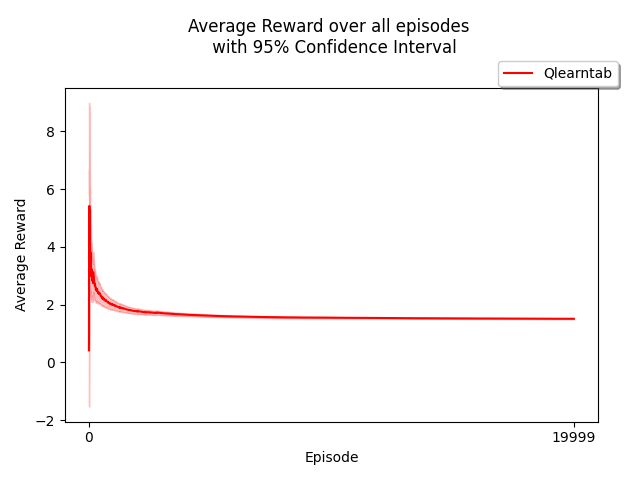 Average Reward over all episodes
with 95% Confidence Interval
Qlearntab
Average Reward
8
6
4
2
0
−2
0
19999
Episode